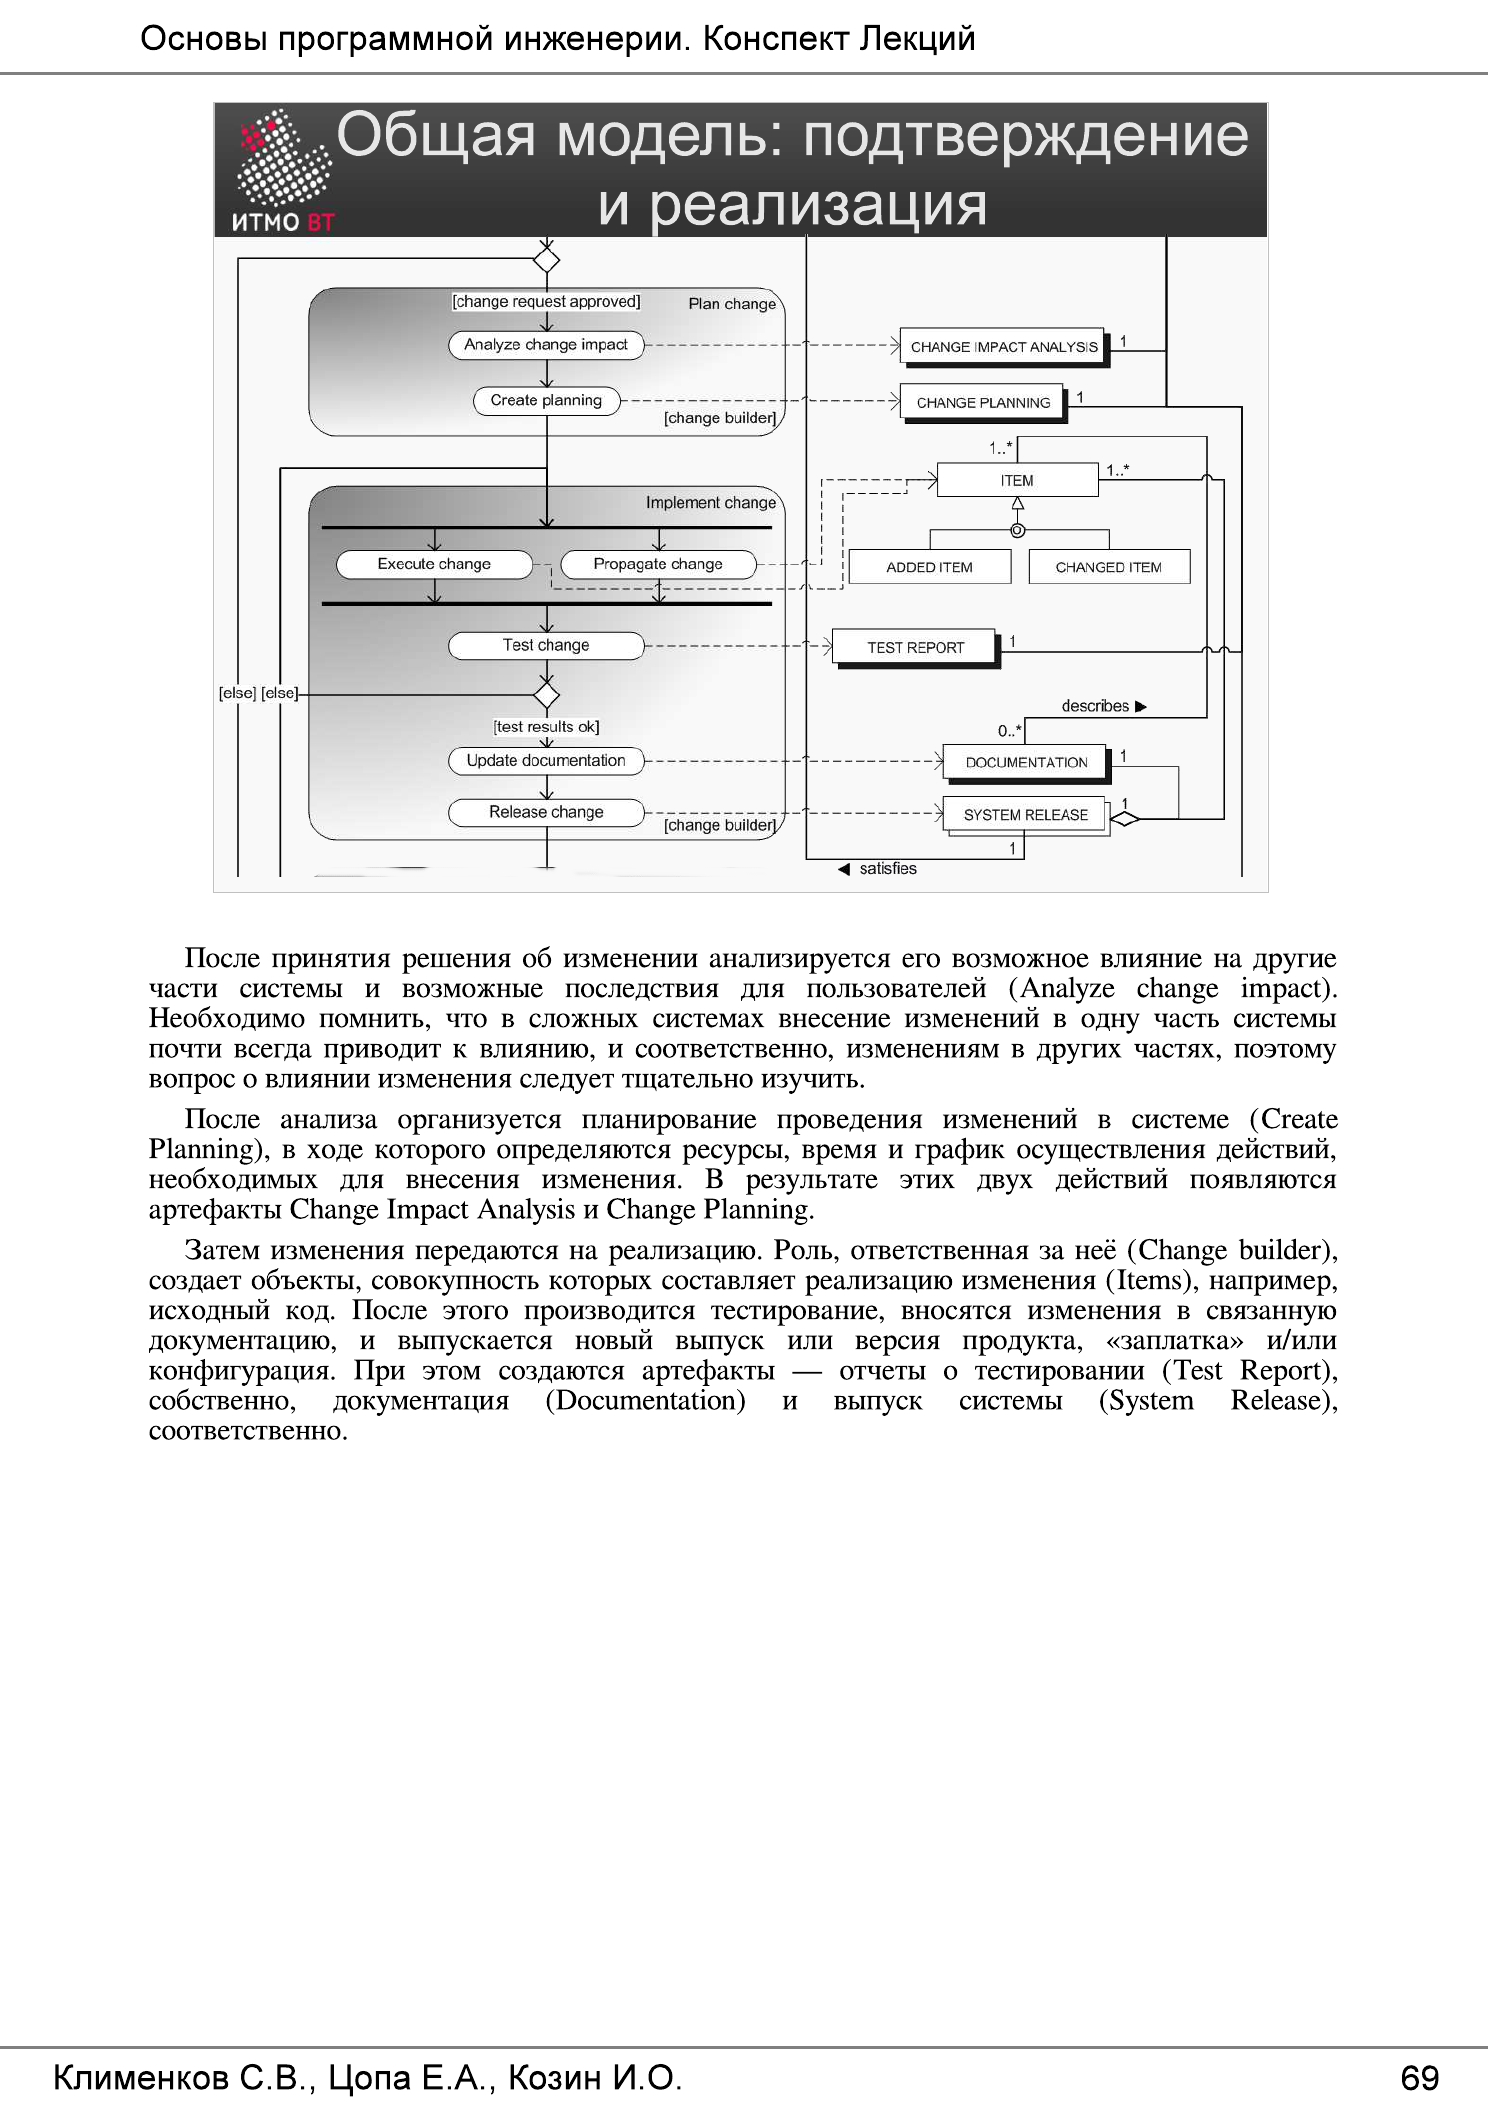 Основы программной инженерии. Конспект Лекций
Общая модель: подтверждение
и реализация
ИТМО ВТ
[change request approved]
Plan change
Analyze change impact
CHANGE IMPACT ANALYSIS
1
Create planning
CHANGE PLANNING
1
[change builder]
1..*
ITEM
1..*
Implement change
Execute change
Propagate change
ADDED ITEM
CHANGED ITEM
Test change
TEST REPORT
1
[else] [else]
[test results ok]
describes ►
0..*
Update documentation
DOCUMENTATION
1
Release change
SYSTEM RELEASE
1
[change builder]
1
◄ satisfies
После принятия решения об изменении анализируется его возможное влияние на другие
части системы и возможные последствия для пользователей (Analyze change impact).
Необходимо помнить, что в сложных системах внесение изменений в одну часть системы
почти всегда приводит к влиянию, и соответственно, изменениям в других частях, поэтому
вопрос о влиянии изменения следует тщательно изучить.
После анализа организуется планирование проведения изменений в системе (Create
Planning), в ходе которого определяются ресурсы, время и график осуществления действий,
необходимых для внесения изменения. В результате этих двух действий появляются
артефакты Change Impact Analysis и Change Planning.
Затем изменения передаются на реализацию. Роль, ответственная за неё (Change builder),
создает объекты, совокупность которых составляет реализацию изменения (Items), например,
исходный код. После этого производится тестирование, вносятся изменения в связанную
документацию, и выпускается новый выпуск или версия продукта, «заплатка» и/или
конфигурация. При этом создаются артефакты — отчеты о тестировании (Test Report),
собственно, документация (Documentation) и выпуск системы (System Release),
соответственно.
Клименков С.В., Цопа Е.А., Козин И.О.
69